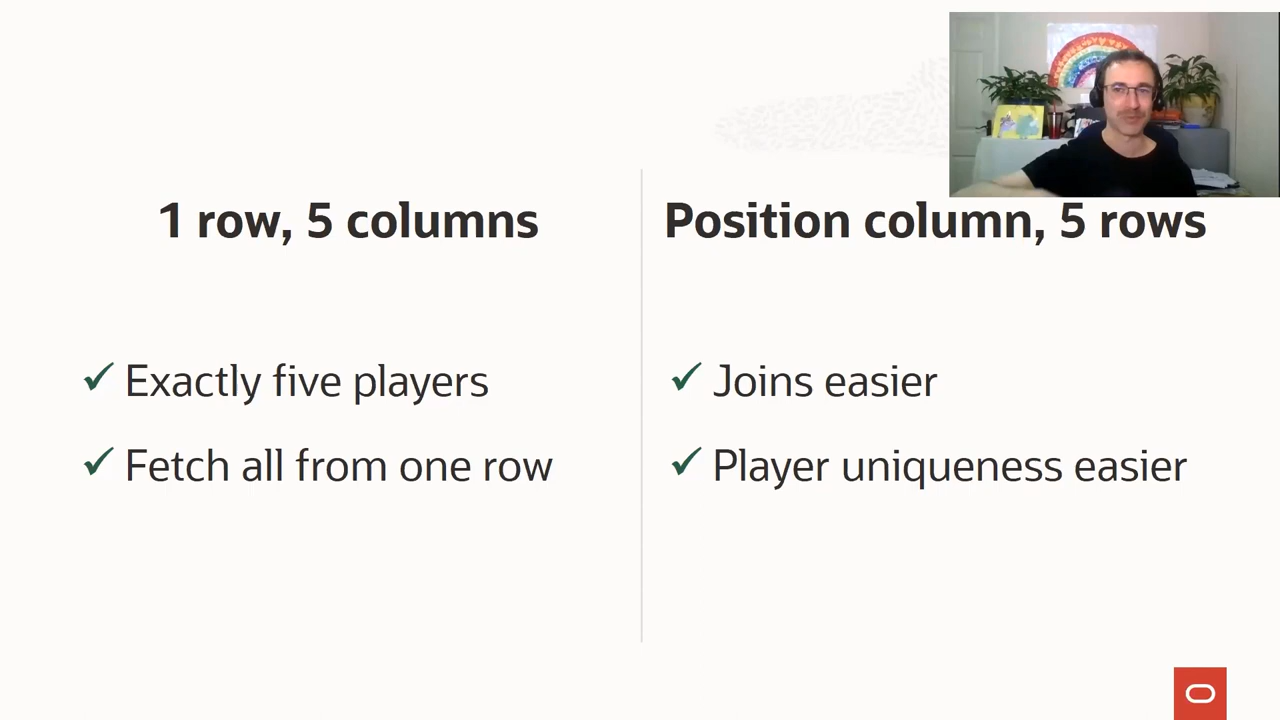 1 row, 5 columns
Exactly five players
Fetch all from one row
Position column, 5 rows
Joins easier
Player uniqueness easier